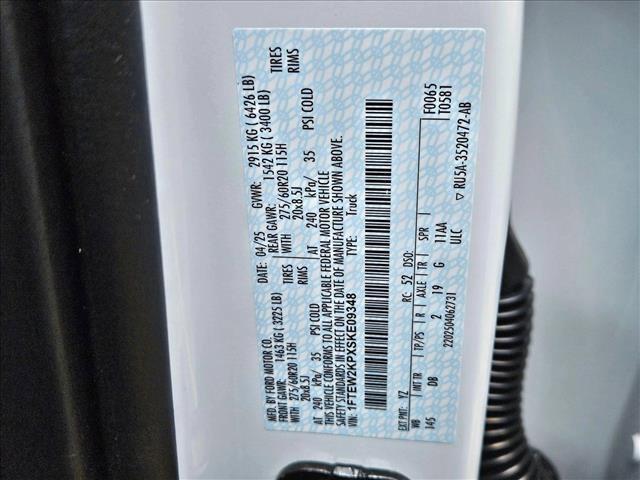 MFD. BY FORD MOTOR CO.
DATE: 04/25 GVWR: 2915 KG ( 6426 LB)
FRONT GAWR: 1463 KG ( 3225 LB) REAR GAWR: 1542 KG ( 3400 LB)
WITH 275/60R20 115H TIRES WITH 275/60R20 115H TIRES
20x8.5J RIMS 20x8.5J RIMS
AT 240 kPa/ 35 PSI COLD AT 240 kPa/ 35 PSI COLD
THIS VEHICLE CONFORMS TO ALL APPLICABLE FEDERAL MOTOR VEHICLE
SAFETY STANDARDS IN EFFECT ON THE DATE OF MANUFACTURE SHOWN ABOVE.
VIN: 1FTEW2KPXSKE09348 TYPE: Truck
F0065
T0581
EXT PNT: YZ RC: 52 DSO:
WB INT TR TP/PS R AXLE TR SPR
145 DB 2 19 G 11AA
ULC
2202504062731
▽ RU5A-3520472-AB